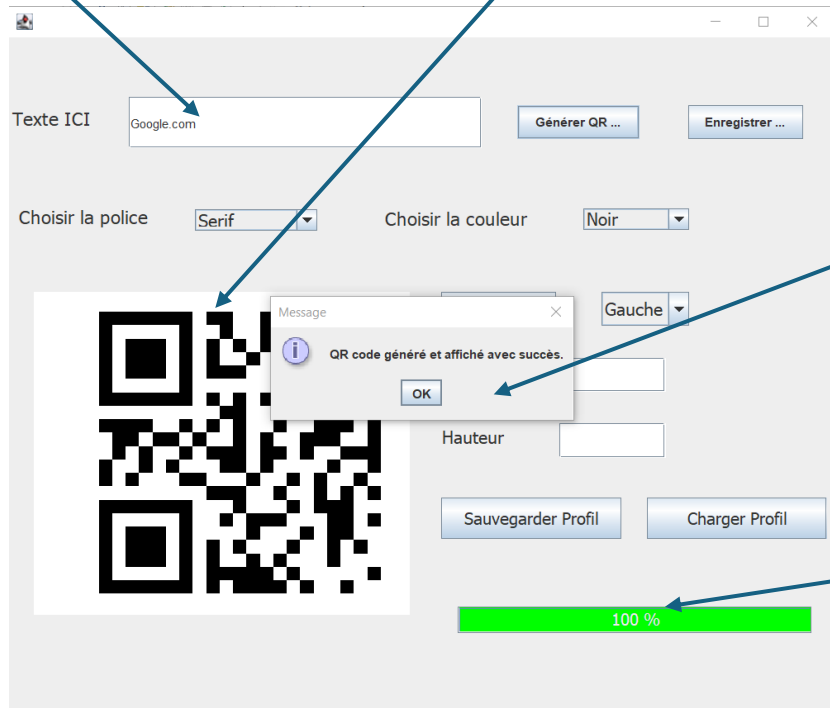 Texte ICI
Google.com
Générer QR ...
Enregistrer ...
Choisir la police
Serif
Choisir la couleur
Noir
Gauche
Message
QR code généré et affiché avec succès.
OK
Hauteur
Sauvegarder Profil
Charger Profil
100 %